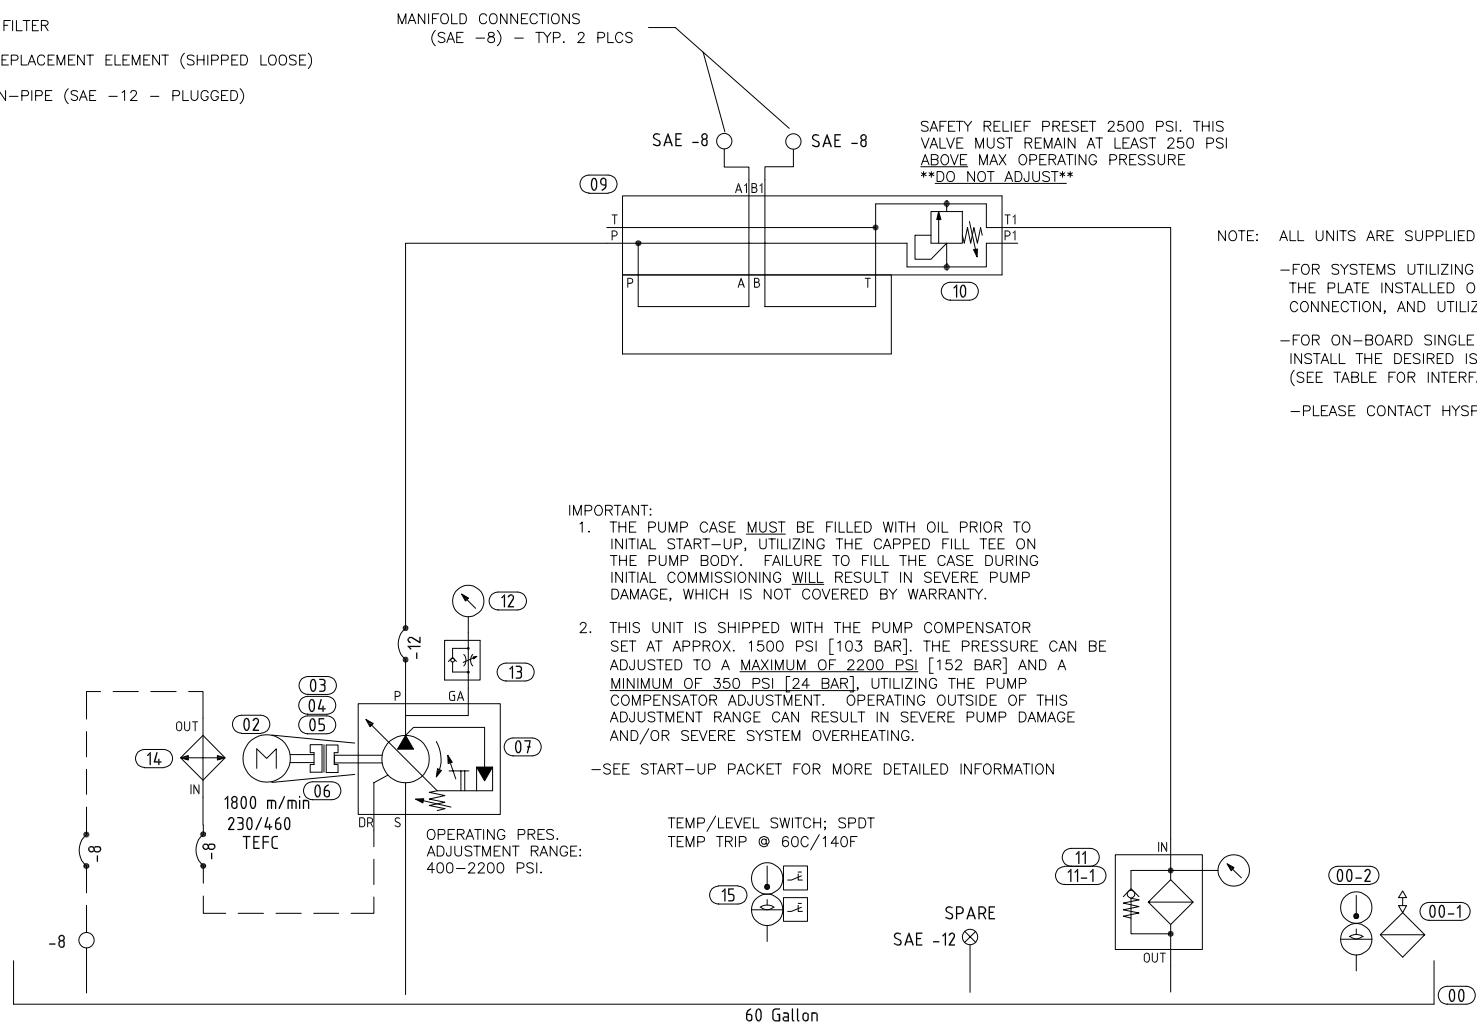 FILTER
EPLACEMENT ELEMENT (SHIPPED LOOSE)
N-PIPE (SAE -12 - PLUGGED)
MANIFOLD CONNECTIONS
(SAE -8) - TYP. 2 PLCS
SAE -8
SAE -8
SAFETY RELIEF PRESET 2500 PSI. THIS
VALVE MUST REMAIN AT LEAST 250 PSI
ABOVE MAX OPERATING PRESSURE
**DO NOT ADJUST**
09
A1 B1
T
P
T1
P1
P
A B
T
10
NOTE: ALL UNITS ARE SUPPLIED
-FOR SYSTEMS UTILIZING
THE PLATE INSTALLED O
CONNECTION, AND UTILIZ
-FOR ON-BOARD SINGLE
INSTALL THE DESIRED IS
(SEE TABLE FOR INTERFA
-PLEASE CONTACT HYSP
IMPORTANT:
1. THE PUMP CASE MUST BE FILLED WITH OIL PRIOR TO
INITIAL START-UP, UTILIZING THE CAPPED FILL TEE ON
THE PUMP BODY. FAILURE TO FILL THE CASE DURING
INITIAL COMMISSIONING WILL RESULT IN SEVERE PUMP
DAMAGE, WHICH IS NOT COVERED BY WARRANTY.
2. THIS UNIT IS SHIPPED WITH THE PUMP COMPENSATOR
SET AT APPROX. 1500 PSI [103 BAR]. THE PRESSURE CAN BE
ADJUSTED TO A MAXIMUM OF 2200 PSI [152 BAR] AND A
MINIMUM OF 350 PSI [24 BAR], UTILIZING THE PUMP
COMPENSATOR ADJUSTMENT. OPERATING OUTSIDE OF THIS
ADJUSTMENT RANGE CAN RESULT IN SEVERE PUMP DAMAGE
AND/OR SEVERE SYSTEM OVERHEATING.
-SEE START-UP PACKET FOR MORE DETAILED INFORMATION
12
-12
13
P
GA
03
04
05
02
M
06
07
OUT
14
IN
1800 m/min
230/460
TEFC
DR
S
OPERATING PRES.
ADJUSTMENT RANGE:
400-2200 PSI.
-8
-8
-8
TEMP/LEVEL SWITCH; SPDT
TEMP TRIP @ 60C/140F
15
SPARE
SAE -12
IN
11
11-1
OUT
00-2
00-1
00
60 Gallon